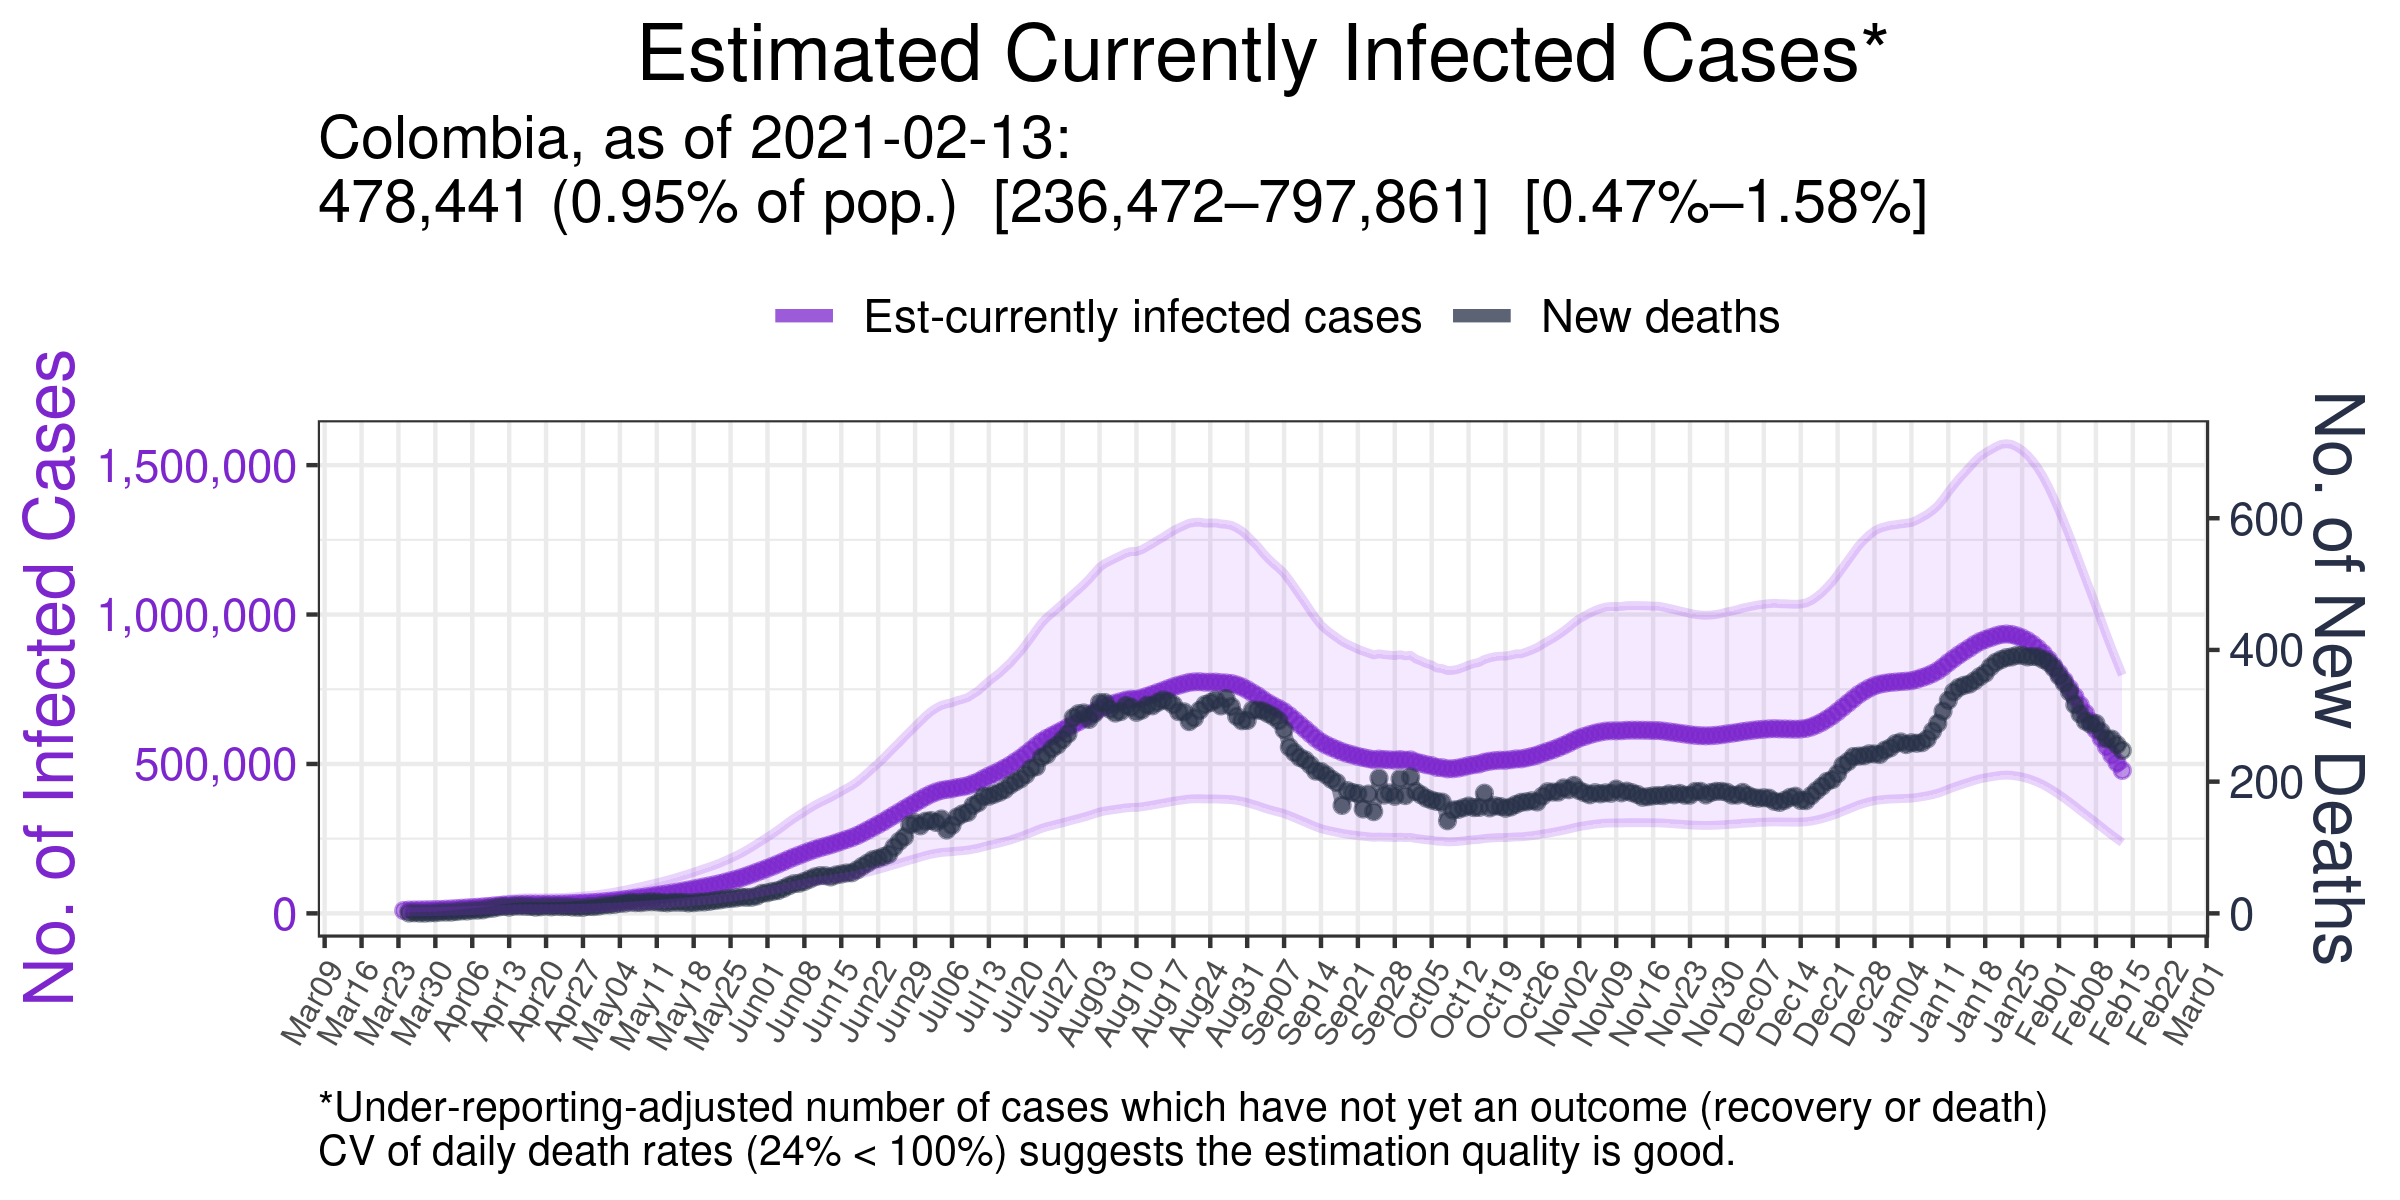 Estimated Currently Infected Cases*
Colombia, as of 2021-02-13:
478,441 (0.95% of pop.) [236,472–797,861] [0.47%–1.58%]
Est-currently infected cases
New deaths
No. of Infected Cases
1,500,000
1,000,000
500,000
0
No. of New Deaths
600
400
200
0
Mar09
Mar16
Mar23
Mar30
Apr06
Apr13
Apr20
Apr27
May04
May11
May18
May25
Jun01
Jun08
Jun15
Jun22
Jun29
Jul06
Jul13
Jul20
Jul27
Aug03
Aug10
Aug17
Aug24
Aug31
Sep07
Sep14
Sep21
Sep28
Oct05
Oct12
Oct19
Oct26
Nov02
Nov09
Nov16
Nov23
Nov30
Dec07
Dec14
Dec21
Dec28
Jan04
Jan11
Jan18
Jan25
Feb01
Feb08
Feb15
Feb22
Mar01
*Under-reporting-adjusted number of cases which have not yet an outcome (recovery or death)
CV of daily death rates (24% < 100%) suggests the estimation quality is good.